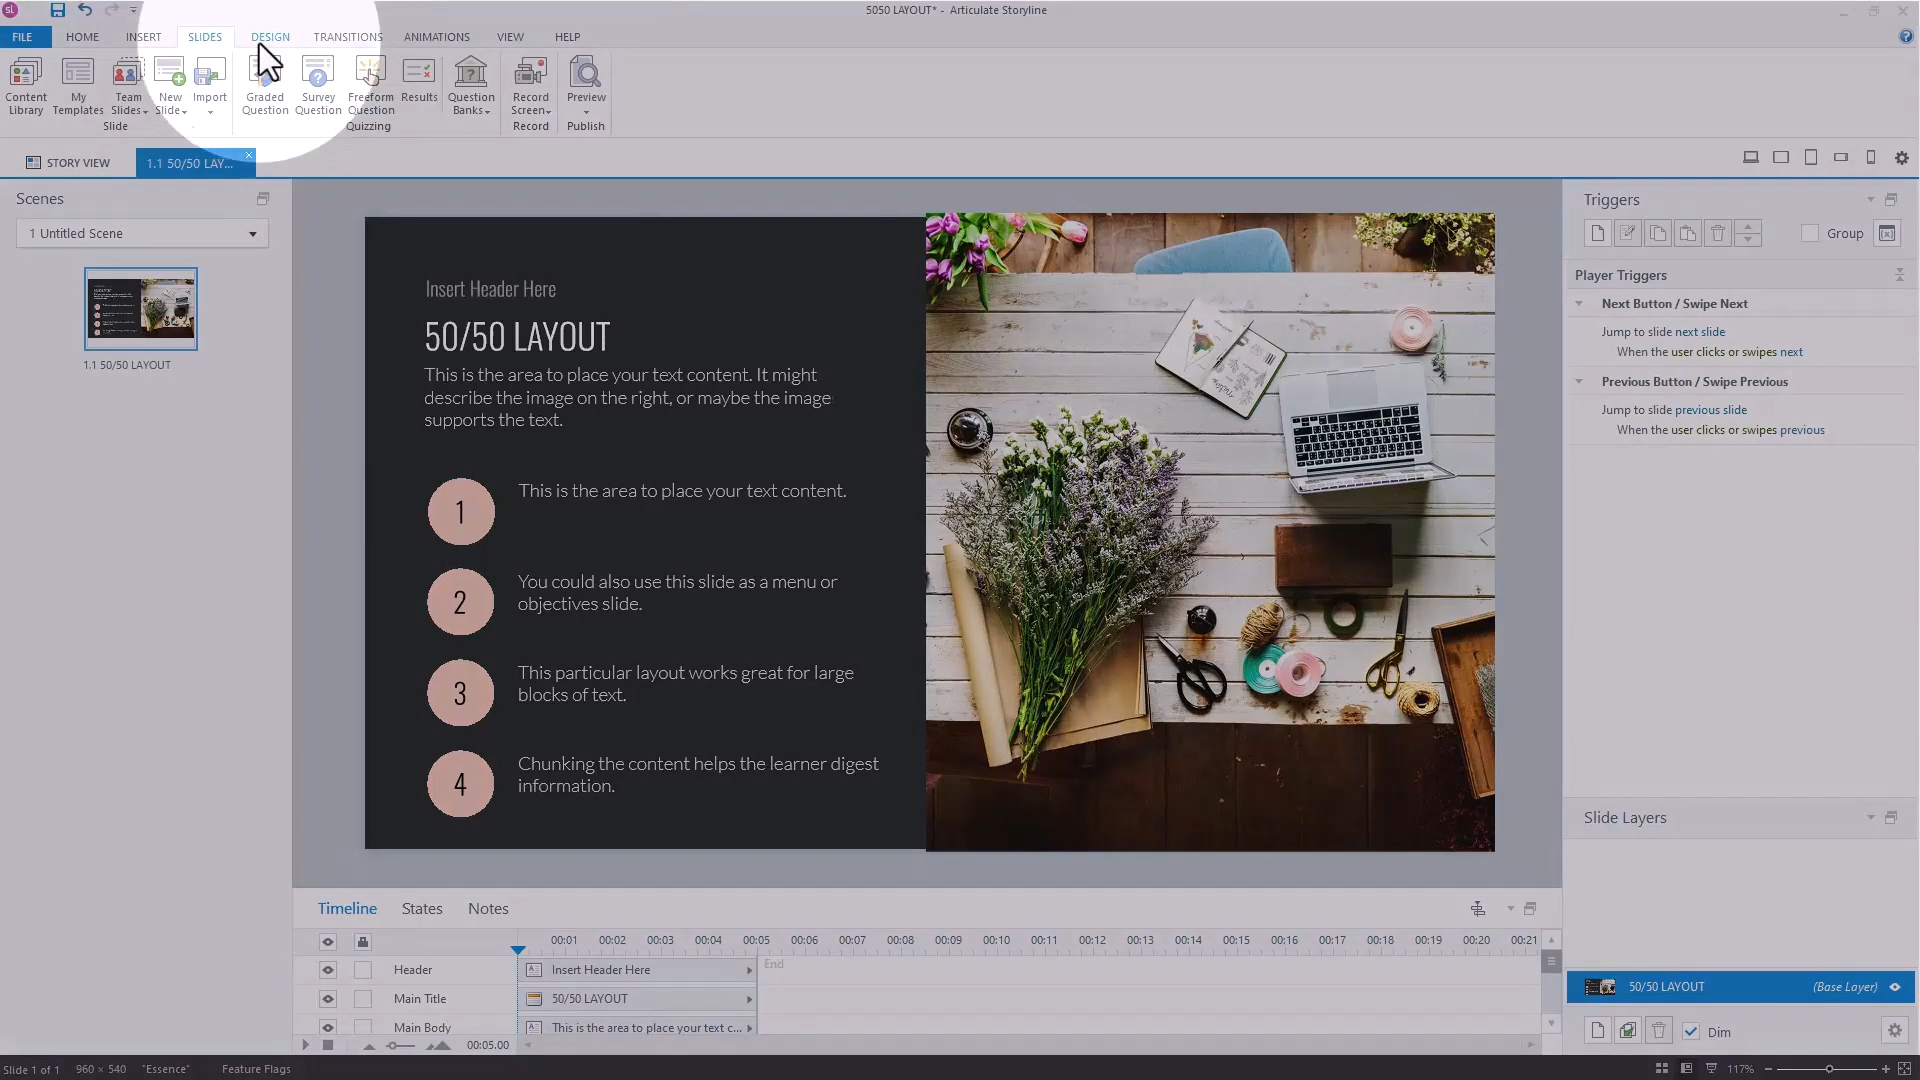 sl
5050 LAYOUT* - Articulate Storyline
FILE HOME INSERT SLIDES DESIGN TRANSITIONS ANIMATIONS VIEW HELP
Content Library
My Templates
Team Slides
New Slide
Import
Graded Question
Survey Question
Freeform Question
Results
Question Banks
Record Screen
Preview
Slide
Quizzing
Record
Publish
STORY VIEW
1.1 50/50 LAY...
Scenes
1 Untitled Scene
1.1 50/50 LAYOUT
Insert Header Here
50/50 LAYOUT
This is the area to place your text content. It might
describe the image on the right, or maybe the image
supports the text.
1
This is the area to place your text content.
2
You could also use this slide as a menu or
objectives slide.
3
This particular layout works great for large
blocks of text.
4
Chunking the content helps the learner digest
information.
Triggers
Group
(x)
Player Triggers
Next Button / Swipe Next
Jump to slide next slide
When the user clicks or swipes next
Previous Button / Swipe Previous
Jump to slide previous slide
When the user clicks or swipes previous
Slide Layers
50/50 LAYOUT (Base Layer)
Dim
Timeline States Notes
00:01 00:02 00:03 00:04 00:05 00:06 00:07 00:08 00:09 00:10 00:11 00:12 00:13 00:14 00:15 00:16 00:17 00:18 00:19 00:20 00:21
Header Insert Header Here End
Main Title 50/50 LAYOUT
Main Body This is the area to place your text c...
00:05.00
Slide 1 of 1 960 × 540 "Essence" Feature Flags 117%